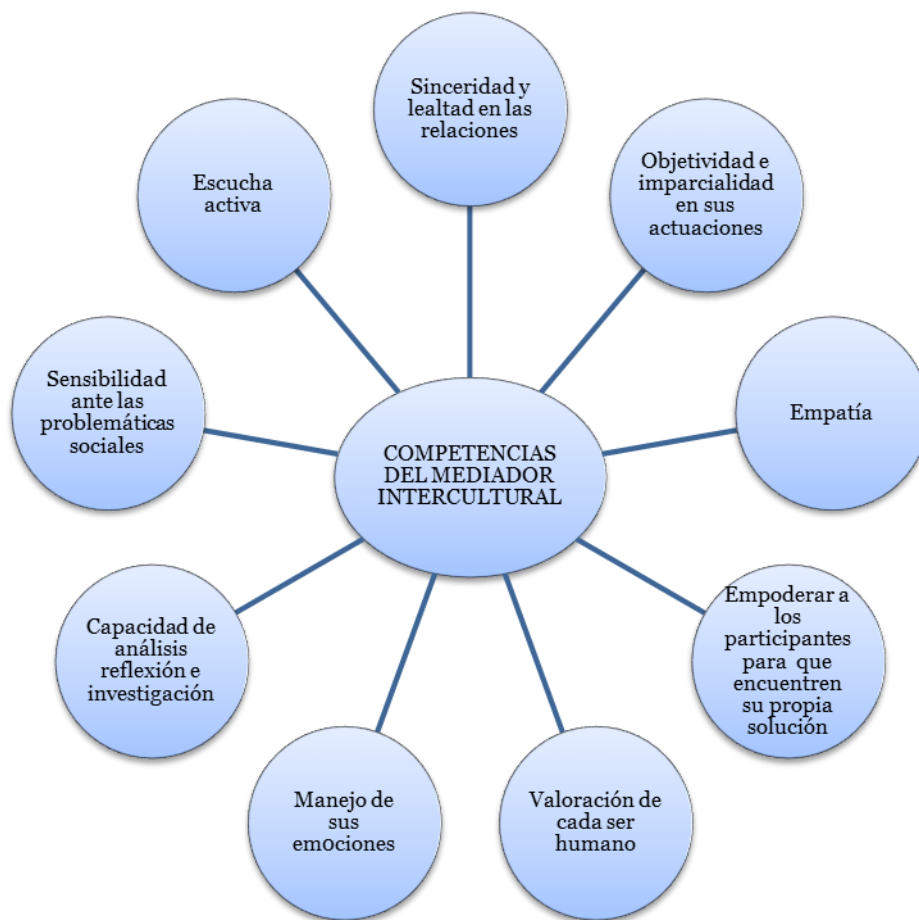 Sinceridad y
lealtad en las
relaciones
Objetividad e
imparcialidad
en sus
actuaciones
Empatía
Empoderar a
los
participantes
para que
encuentren
su propia
solución
Valoración de
cada ser
humano
Manejo de
sus
em0ciones
Capacidad de
análisis
reflexión e
investigación
Sensibilidad
ante las
problemáticas
sociales
Escucha
activa
COMPETENCIAS
DEL MEDIADOR
INTERCULTURAL